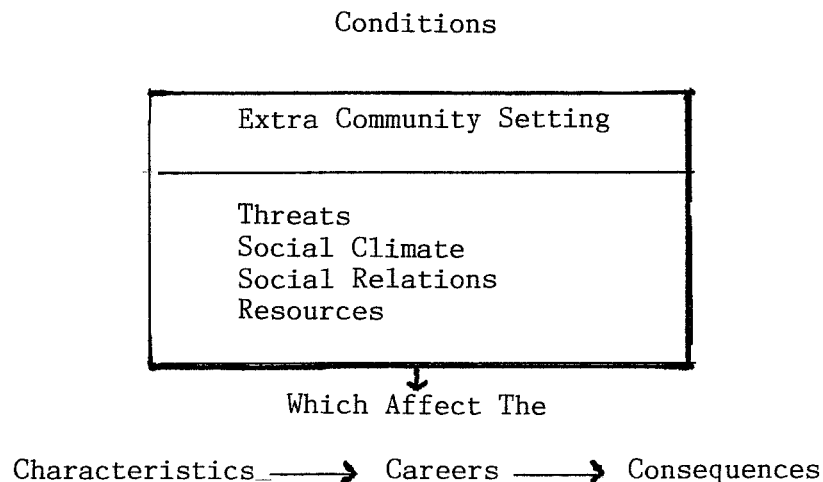 Conditions
Extra Community Setting
Threats
Social Climate
Social Relations
Resources
Which Affect The
Characteristics Careers Consequences